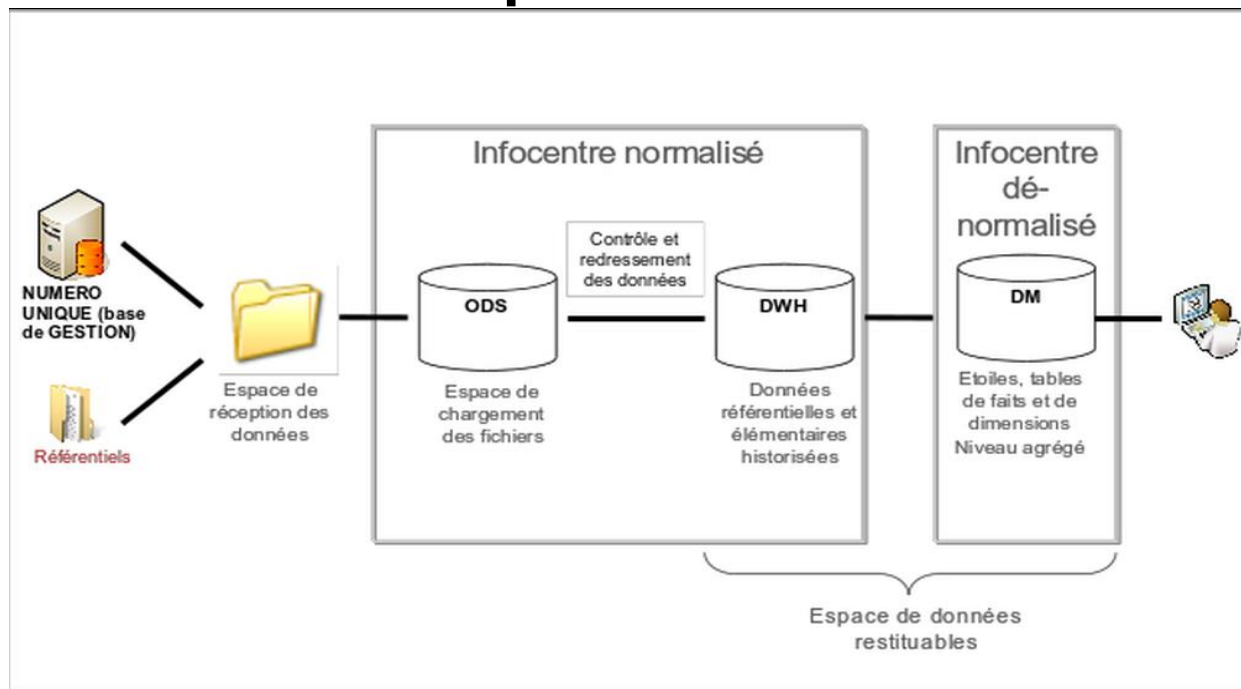 Infocentre normalisé
Infocentre
dé-
normalisé
Contrôle et
redressement
des données
NUMERO
UNIQUE (base
de GESTION)
ODS
DWH
DM
Espace de
réception des
données
Espace de
chargement
des fichiers
Données
référentielles et
élémentaires
historisées
Etoiles, tables
de faits et de
dimensions
Niveau agrégé
Référentiels
Espace de données
restituables